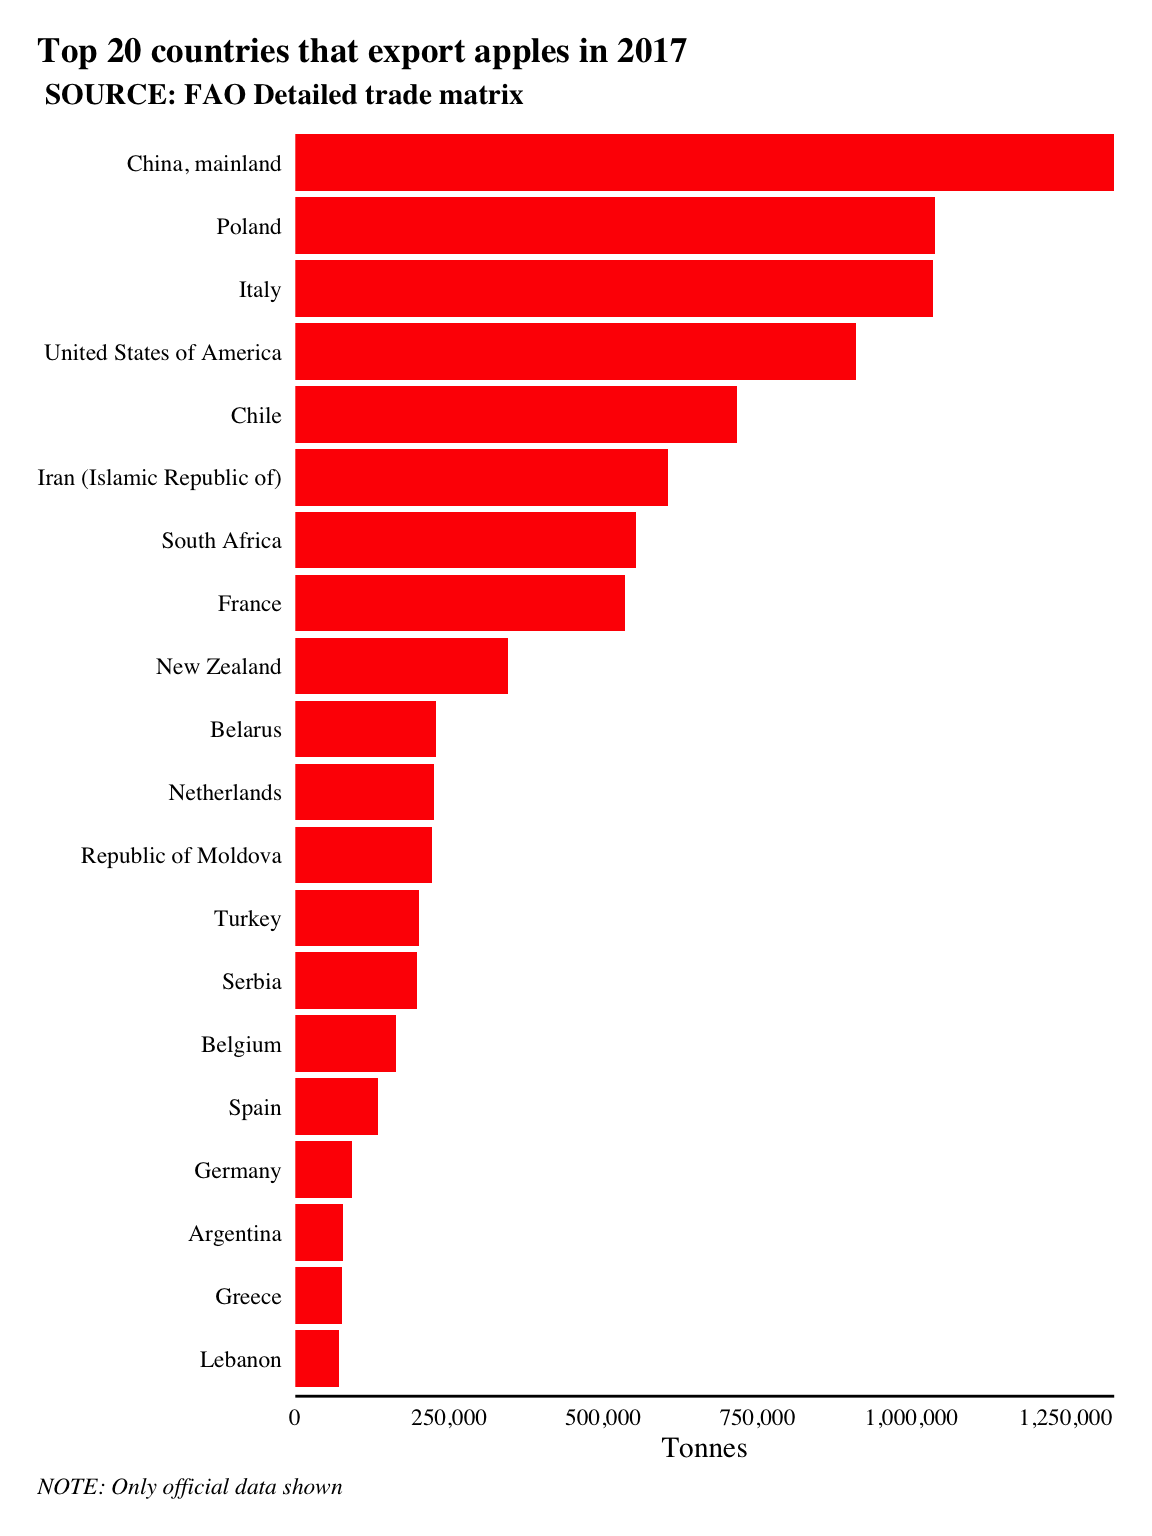 Top 20 countries that export apples in 2017
SOURCE: FAO Detailed trade matrix
China, mainland
Poland
Italy
United States of America
Chile
Iran (Islamic Republic of)
South Africa
France
New Zealand
Belarus
Netherlands
Republic of Moldova
Turkey
Serbia
Belgium
Spain
Germany
Argentina
Greece
Lebanon
0 250,000 500,000 750,000 1,000,000 1,250,000
Tonnes
NOTE: Only official data shown